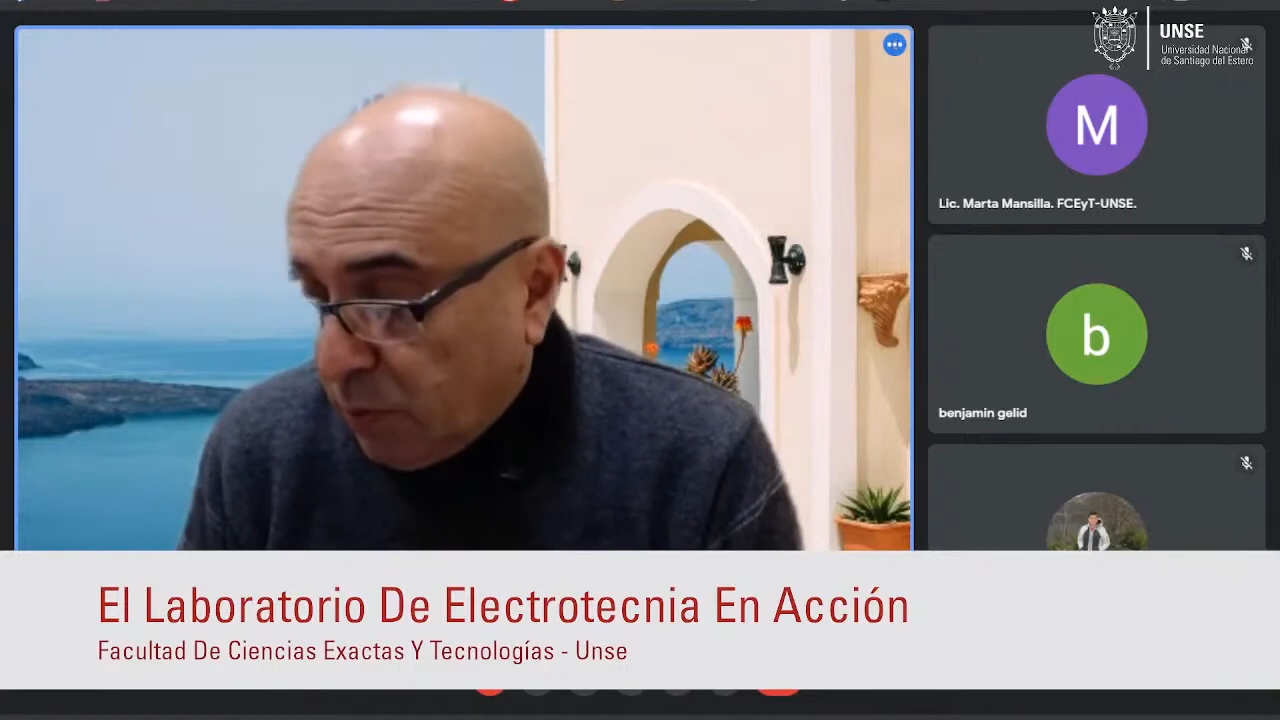 UNSE
Universidad Nacional
de Santiago del Estero
M
Lic. Marta Mansilla. FCEyT-UNSE.
b
benjamin gelid
El Laboratorio De Electrotecnia En Acción
Facultad De Ciencias Exactas Y Tecnologías - Unse